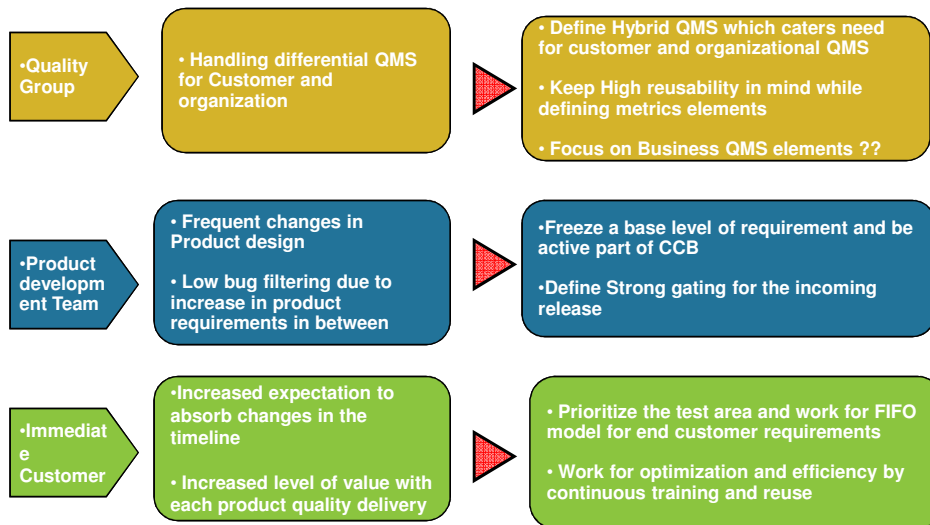 •Quality
Group
• Handling differential QMS
for Customer and
organization
• Define Hybrid QMS which caters need
for customer and organizational QMS
• Keep High reusability in mind while
defining metrics elements
• Focus on Business QMS elements ??
•Product
developm
ent Team
• Frequent changes in
Product design
• Low bug filtering due to
increase in product
requirements in between
•Freeze a base level of requirement and be
active part of CCB
•Define Strong gating for the incoming
release
•Immediat
e
Customer
•Increased expectation to
absorb changes in the
timeline
• Increased level of value with
each product quality delivery
• Prioritize the test area and work for FIFO
model for end customer requirements
• Work for optimization and efficiency by
continuous training and reuse